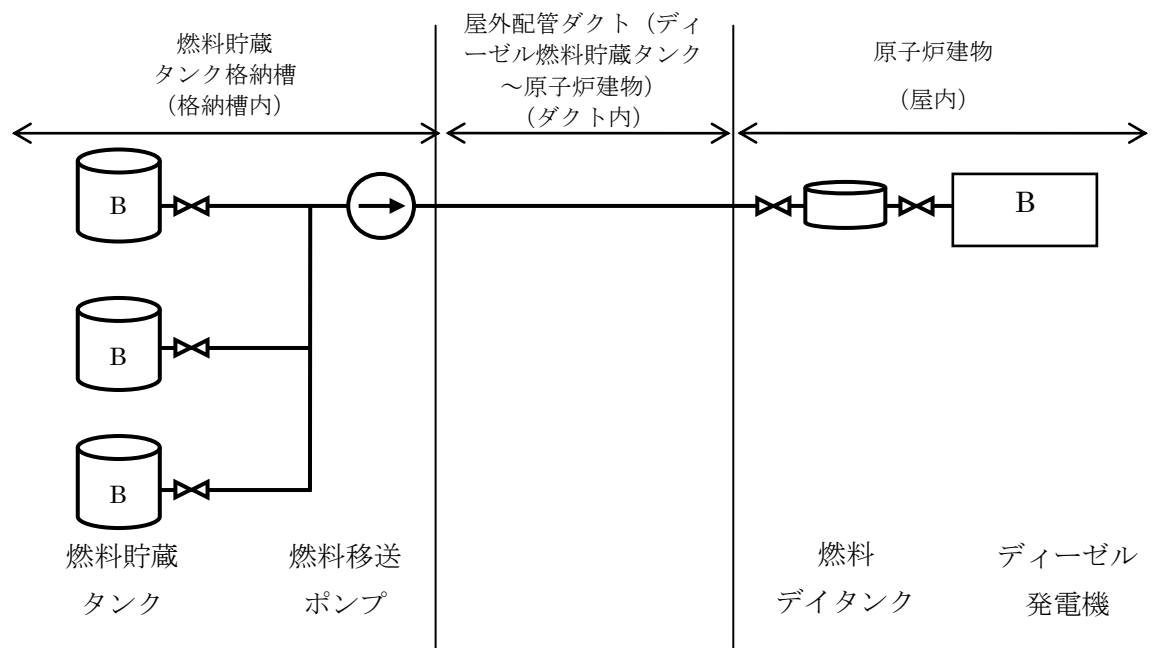 燃料貯蔵
タンク格納槽
(格納槽内)
屋外配管ダクト(ディ
ーゼル燃料貯蔵タンク
~原子炉建物)
(ダクト内)
原子炉建物
(屋内)
B
B
B
B
燃料貯蔵
タンク
燃料移送
ポンプ
燃料
デイタンク
ディーゼル
発電機